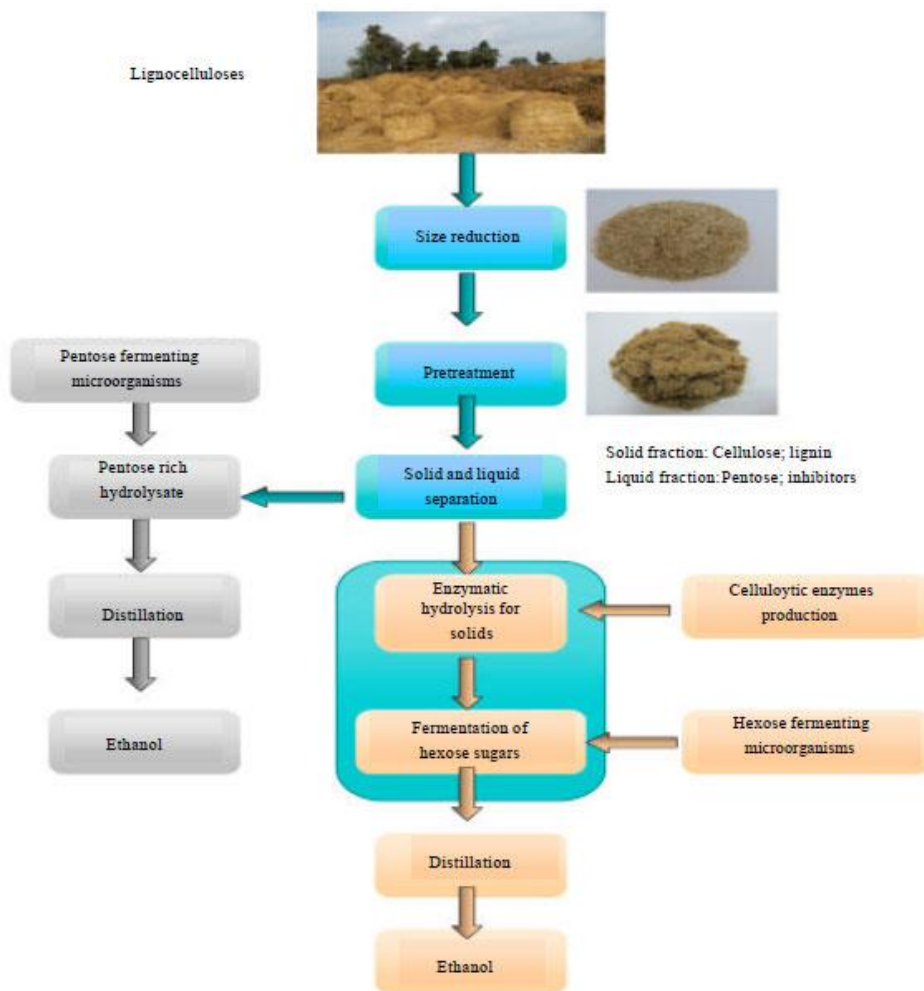 Lignocelluloses
Size reduction
Pentose fermenting
microorganisms
Pretreatment
Solid fraction: Cellulose; lignin
Liquid fraction: Pentose; inhibitors
Pentose rich
hydrolysate
Solid and liquid
separation
Enzymatic
hydrolysis for
solids
Celluloytic enzymes
production
Distillation
Fermentation of
hexose sugars
Hexose fermenting
microorganisms
Ethanol
Distillation
Ethanol